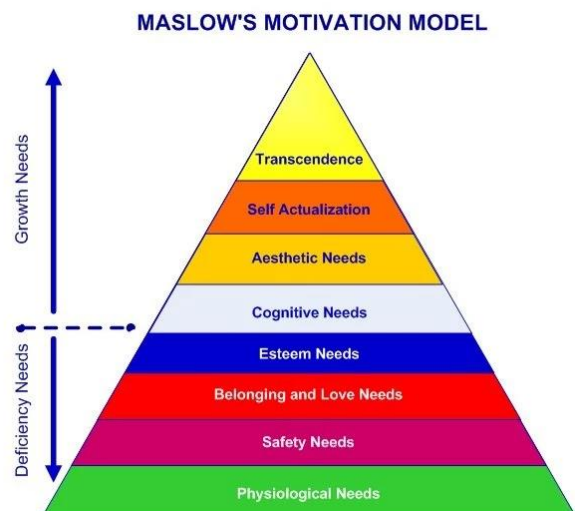 MASLOW'S MOTIVATION MODEL
Growth Needs
Deficiency Needs
Transcendence
Self Actualization
Aesthetic Needs
Cognitive Needs
Esteem Needs
Belonging and Love Needs
Safety Needs
Physiological Needs